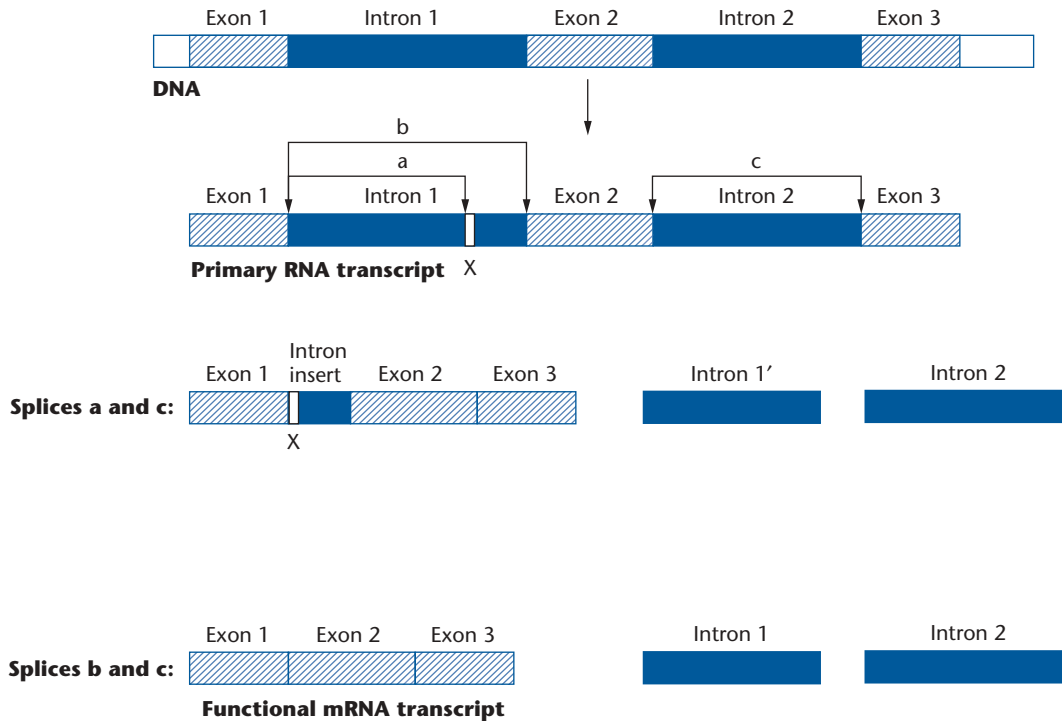 Exon 1 Intron 1 Exon 2 Intron 2 Exon 3
DNA
b
a c
Exon 1 Intron 1 Exon 2 Intron 2 Exon 3
Primary RNA transcript X
Intron
Exon 1 insert Exon 2 Exon 3 Intron 1′ Intron 2
Splices a and c:
X
Exon 1 Exon 2 Exon 3 Intron 1 Intron 2
Splices b and c:
Functional mRNA transcript